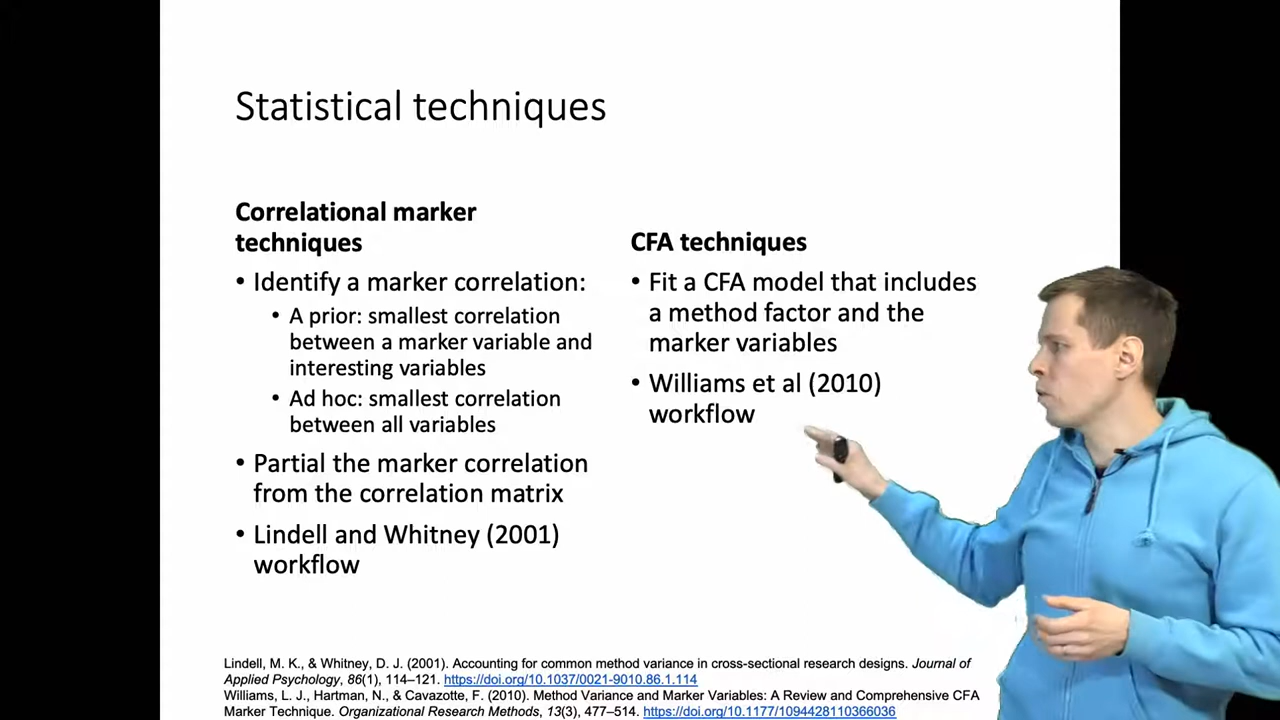 Statistical techniques
Correlational marker
techniques
• Identify a marker correlation:
• A prior: smallest correlation
between a marker variable and
interesting variables
• Ad hoc: smallest correlation
between all variables
• Partial the marker correlation
from the correlation matrix
• Lindell and Whitney (2001)
workflow
CFA techniques
• Fit a CFA model that includes
a method factor and the
marker variables
• Williams et al (2010)
workflow
Lindell, M. K., & Whitney, D. J. (2001). Accounting for common method variance in cross-sectional research designs. Journal of
Applied Psychology, 86(1), 114–121. https://doi.org/10.1037/0021-9010.86.1.114
Williams, L. J., Hartman, N., & Cavazotte, F. (2010). Method Variance and Marker Variables: A Review and Comprehensive CFA
Marker Technique. Organizational Research Methods, 13(3), 477–514. https://doi.org/10.1177/1094428110366036